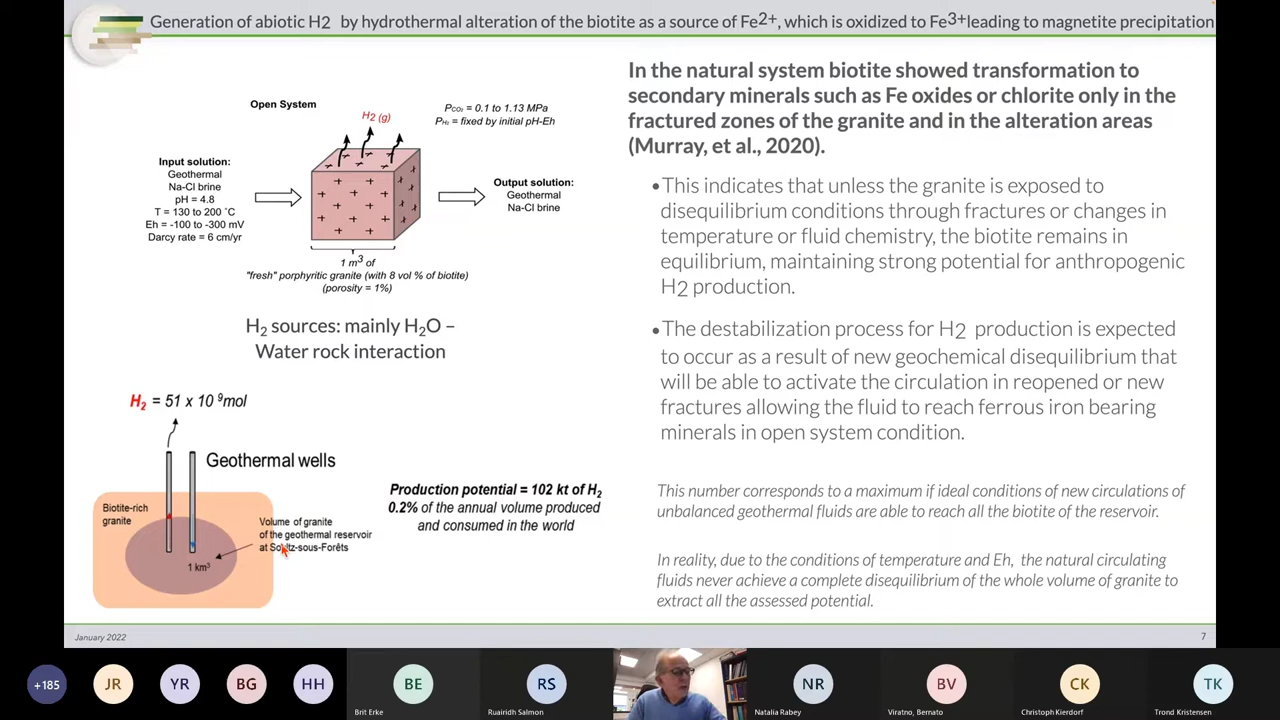 Generation of abiotic H2 by hydrothermal alteration of the biotite as a source of Fe2+, which is oxidized to Fe3+leading to magnetite precipitation
Open System
H2 (g)
PCO2 = 0.1 to 1.13 MPa
PH2 = fixed by initial pH-Eh
Input solution:
Geothermal
Na-Cl brine
pH = 4.8
T = 130 to 200 ˚C
Eh = -100 to -300 mV
Darcy rate = 6 cm/yr
Output solution:
Geothermal
Na-Cl brine
1 m3 of
"fresh" porphyritic granite (with 8 vol % of biotite)
(porosity = 1%)
H2 sources: mainly H2O –
Water rock interaction
H2 = 51 x 10 9mol
Geothermal wells
Biotite-rich
granite
Volume of granite
of the geothermal reservoir
at Soultz-sous-Forêts
1 km3
Production potential = 102 kt of H2
0.2% of the annual volume produced
and consumed in the world
In the natural system biotite showed transformation to
secondary minerals such as Fe oxides or chlorite only in the
fractured zones of the granite and in the alteration areas
(Murray, et al., 2020).
•This indicates that unless the granite is exposed to
disequilibrium conditions through fractures or changes in
temperature or fluid chemistry, the biotite remains in
equilibrium, maintaining strong potential for anthropogenic
H2 production.
•The destabilization process for H2 production is expected
to occur as a result of new geochemical disequilibrium that
will be able to activate the circulation in reopened or new
fractures allowing the fluid to reach ferrous iron bearing
minerals in open system condition.
This number corresponds to a maximum if ideal conditions of new circulations of
unbalanced geothermal fluids are able to reach all the biotite of the reservoir.
In reality, due to the conditions of temperature and Eh, the natural circulating
fluids never achieve a complete disequilibrium of the whole volume of granite to
extract all the assessed potential.
January 2022
7
+185
JR
YR
BG
HH
BE
Brit Erke
RS
Ruairidh Salmon
NR
Natalia Rabey
BV
Viratno, Bernato
CK
Christoph Kierdorf
TK
Trond Kristensen